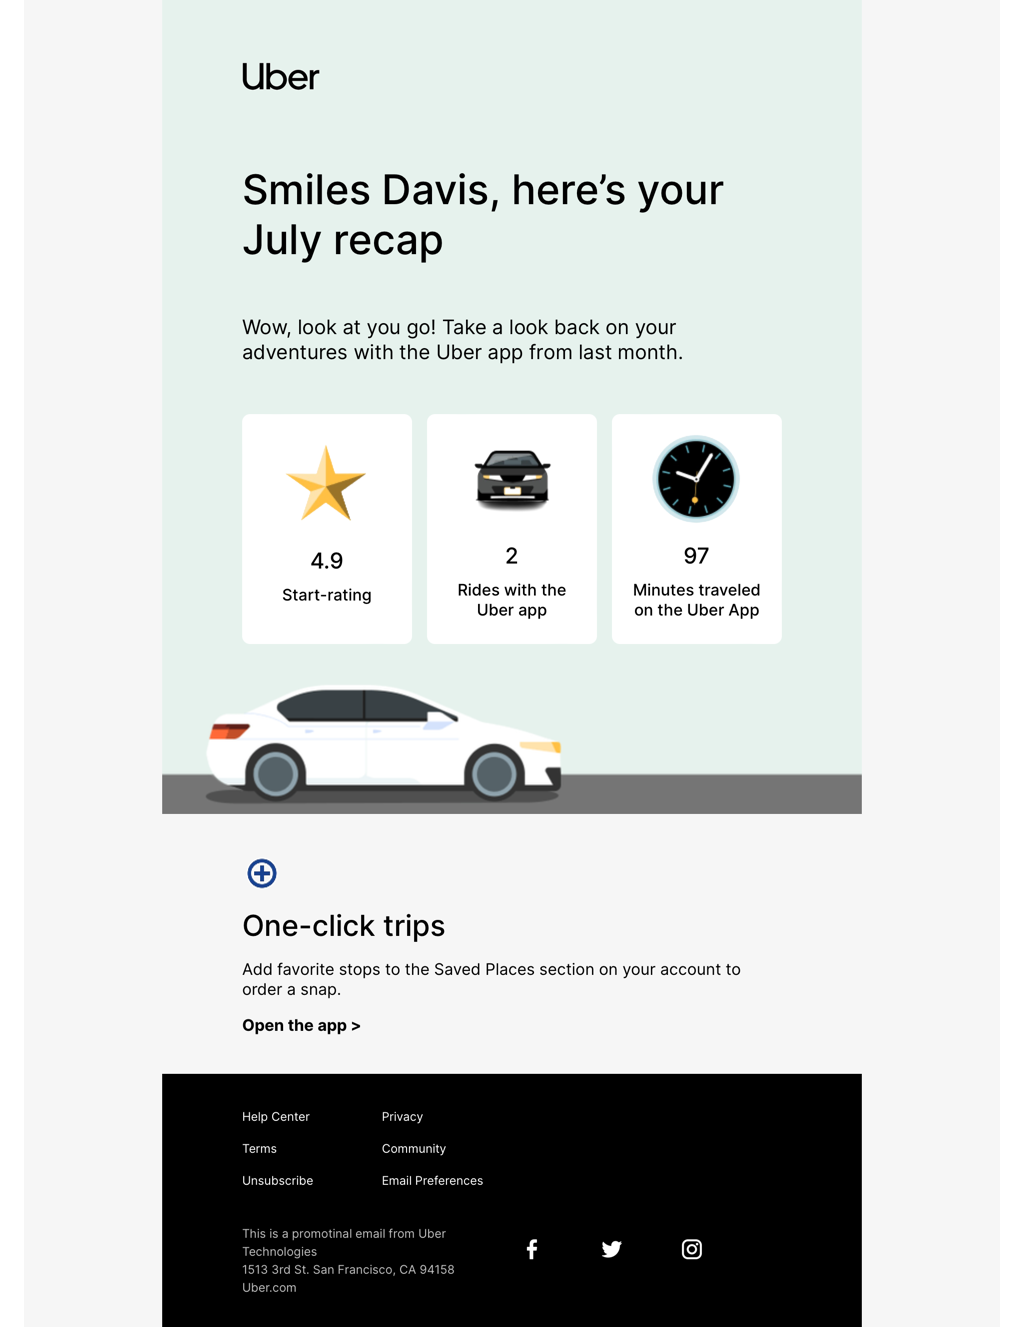 Uber
Smiles Davis, here’s your
July recap
Wow, look at you go! Take a look back on your
adventures with the Uber app from last month.
4.9
Start-rating
2
Rides with the
Uber app
97
Minutes traveled
on the Uber App
One-click trips
Add favorite stops to the Saved Places section on your account to
order a snap.
Open the app >
Help Center
Privacy
Terms
Community
Unsubscribe
Email Preferences
This is a promotinal email from Uber
Technologies
1513 3rd St. San Francisco, CA 94158
Uber.com